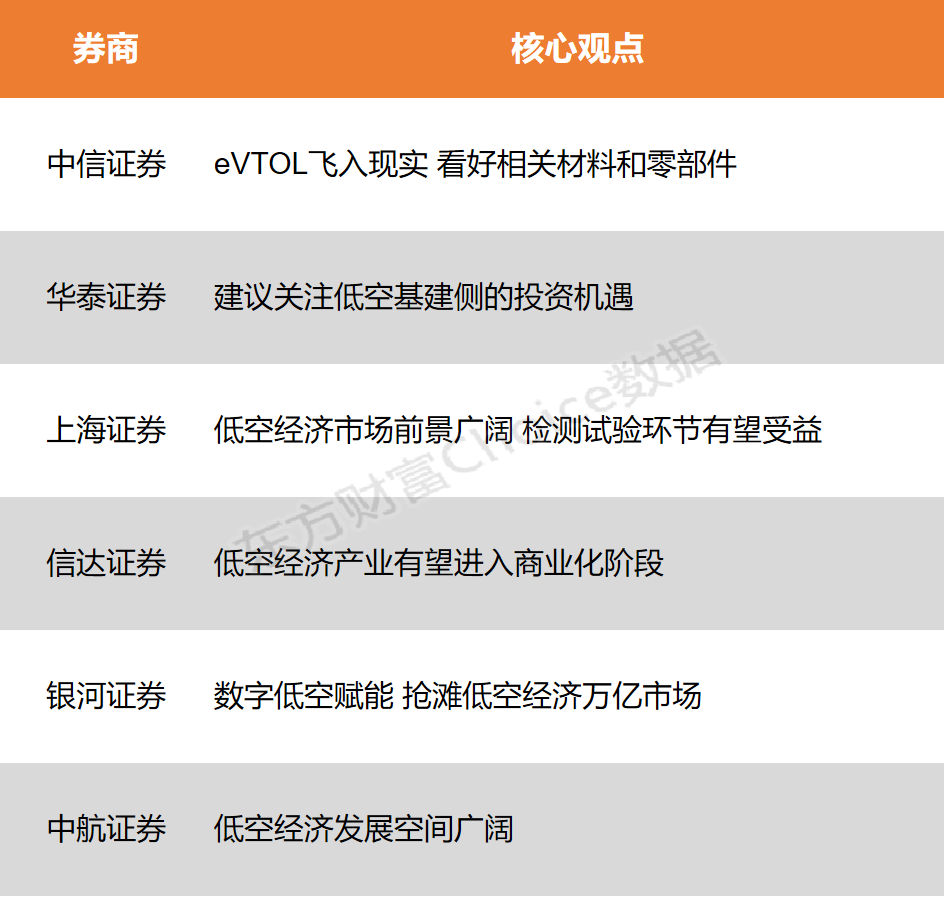 券商 核心观点
中信证券 eVTOL飞入现实 看好相关材料和零部件
华泰证券 建议关注低空基建侧的投资机遇
上海证券 低空经济市场前景广阔 检测试验环节有望受益
信达证券 低空经济产业有望进入商业化阶段
银河证券 数字低空赋能 抢滩低空经济万亿市场
中航证券 低空经济发展空间广阔
东方财富Choice数据